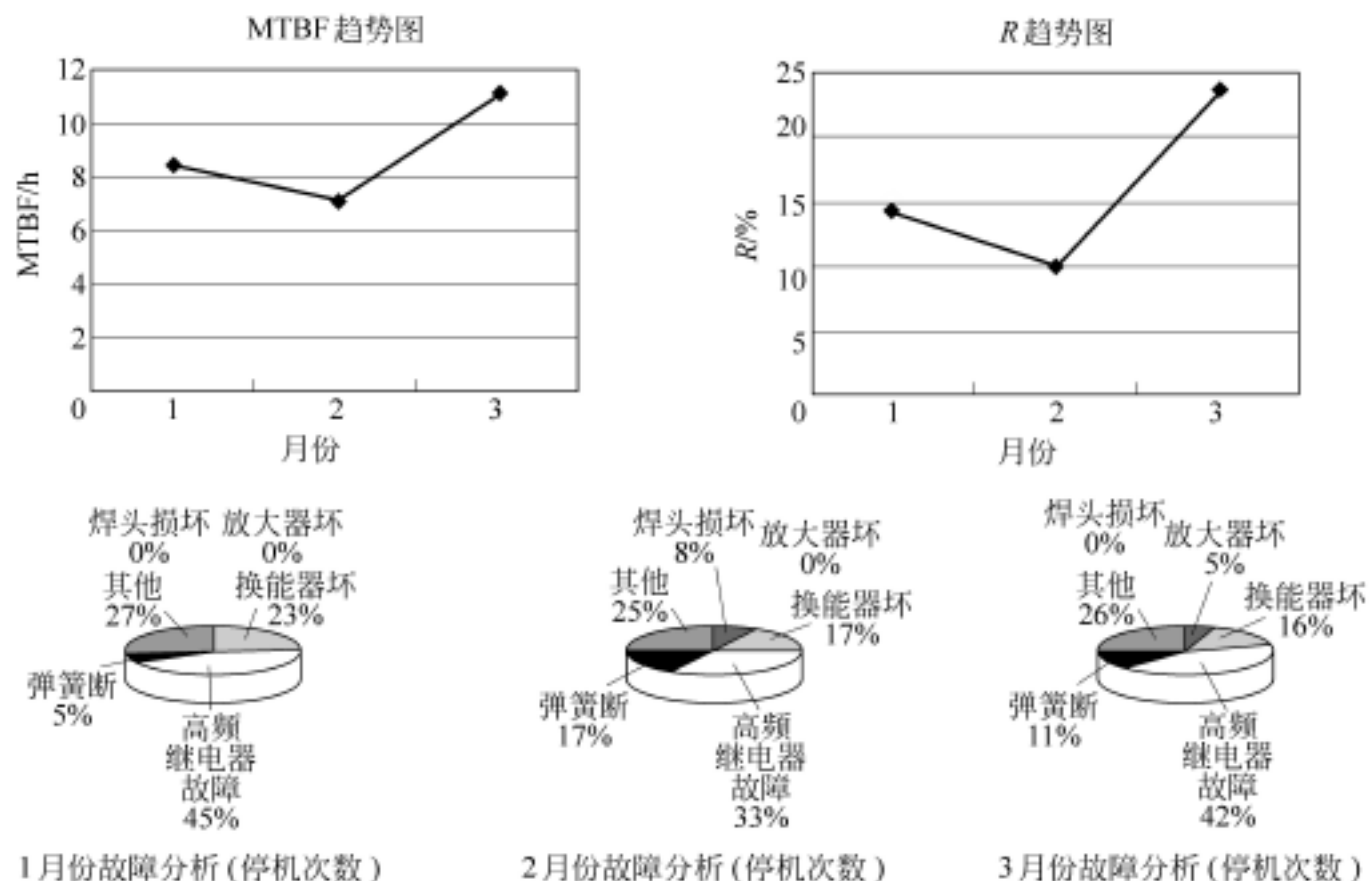 MTBF趋势图
12
10
8
6
4
2
0
MTBF/h
1
2
3
月份
R趋势图
25
20
15
10
5
0
R/%
1
2
3
月份
焊头损坏
0%
放大器坏
0%
其他
27%
换能器坏
23%
弹簧断
5%
高频
继电器
故障
45%
1月份故障分析(停机次数)
焊头损坏
8%
放大器坏
0%
其他
25%
换能器坏
17%
弹簧断
17%
高频
继电器
故障
33%
2月份故障分析(停机次数)
焊头损坏
0%
放大器坏
5%
其他
26%
换能器坏
16%
弹簧断
11%
高频
继电器
故障
42%
3月份故障分析(停机次数)